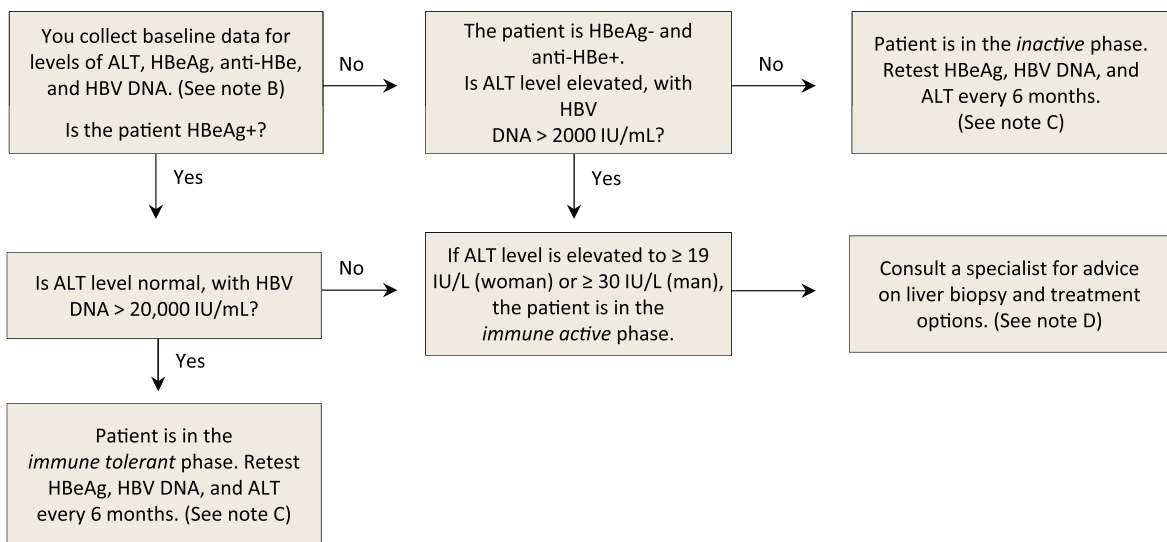 You collect baseline data for
levels of ALT, HBeAg, anti-HBe,
and HBV DNA. (See note B)
Is the patient HBeAg+?
No
The patient is HBeAg- and
anti-HBe+.
Is ALT level elevated, with
HBV
DNA > 2000 IU/mL?
No
Patient is in the inactive phase.
Retest HBeAg, HBV DNA, and
ALT every 6 months.
(See note C)
Yes
Yes
Is ALT level normal, with HBV
DNA > 20,000 IU/mL?
No
If ALT level is elevated to ≥ 19
IU/L (woman) or ≥ 30 IU/L (man),
the patient is in the
immune active phase.
Consult a specialist for advice
on liver biopsy and treatment
options. (See note D)
Yes
Patient is in the
immune tolerant phase. Retest
HBeAg, HBV DNA, and ALT
every 6 months. (See note C)